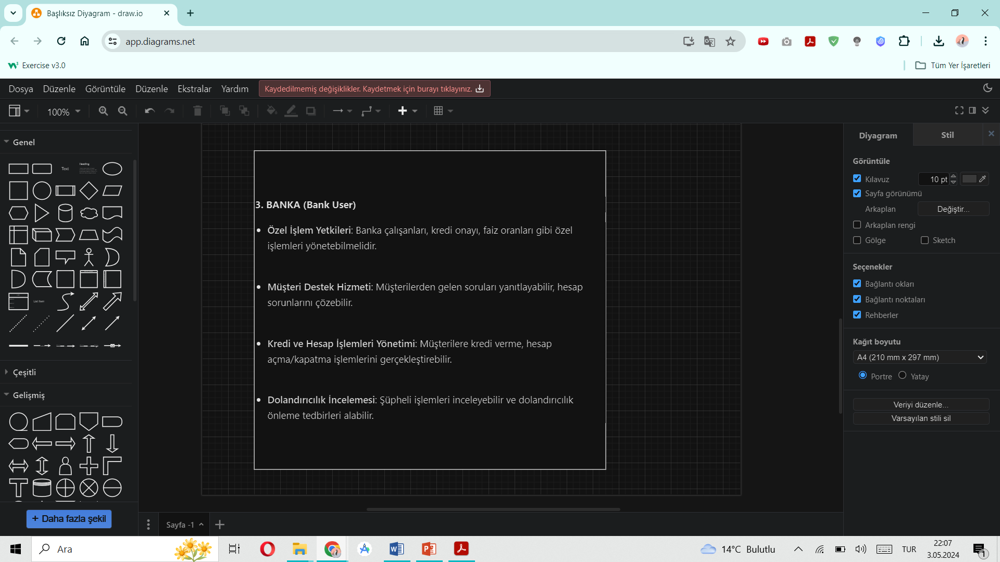 Başlıksız Diyagram - draw.io
app.diagrams.net
Exercise v3.0
Tüm Yer İşaretleri
Dosya Düzenle Görüntüle Düzenle Ekstralar Yardım
Kaydedilmemiş değişiklikler. Kaydetmek için burayı tıklayınız.
100%
Genel
Text
Heading
List Item
Çeşitli
Gelişmiş
+ Daha fazla şekil
3. BANKA (Bank User)
• Özel İşlem Yetkileri: Banka çalışanları, kredi onayı, faiz oranları gibi özel
işlemleri yönetebilmelidir.
• Müşteri Destek Hizmeti: Müşterilerden gelen soruları yanıtlayabilir, hesap
sorunlarını çözebilir.
• Kredi ve Hesap İşlemleri Yönetimi: Müşterilere kredi verme, hesap
açma/kapatma işlemlerini gerçekleştirebilir.
• Dolandırıcılık İncelemesi: Şüpheli işlemleri inceleyebilir ve dolandırıcılık
önleme tedbirleri alabilir.
Sayfa -1
Diyagram Stil
Görüntüle
Kılavuz 10 pt
Sayfa görünümü
Arkaplan Değiştir...
Arkaplan rengi
Gölge Sketch
Seçenekler
Bağlantı okları
Bağlantı noktaları
Rehberler
Kağıt boyutu
A4 (210 mm x 297 mm)
Portre Yatay
Veriyi düzenle...
Varsayılan stili sil
Ara
14°C Bulutlu
TUR
22:07
3.05.2024
1